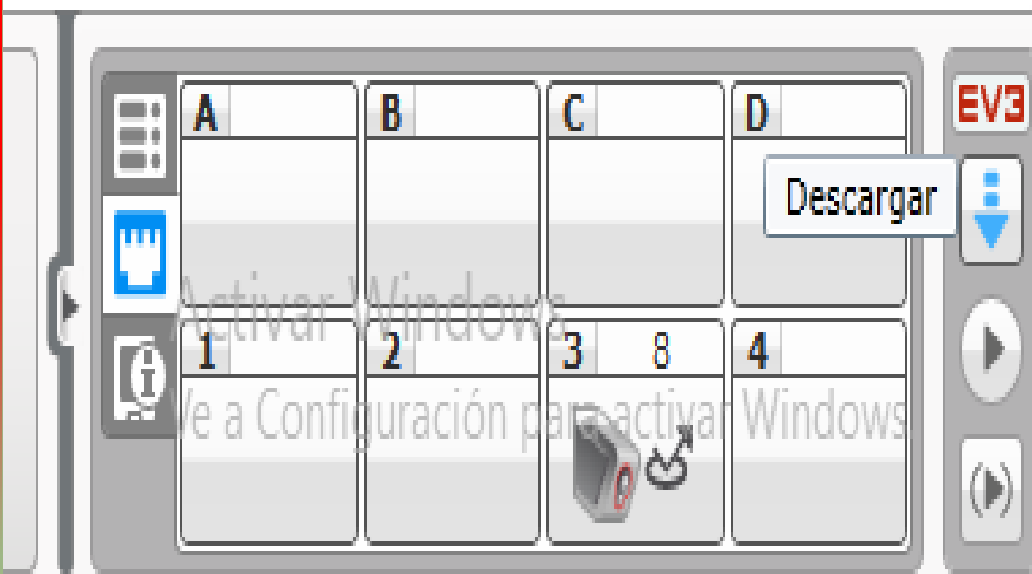 A B C D EV3
Descargar
Activar Windows
1 2 3 8 4
Ve a Configuración para activar Windows.